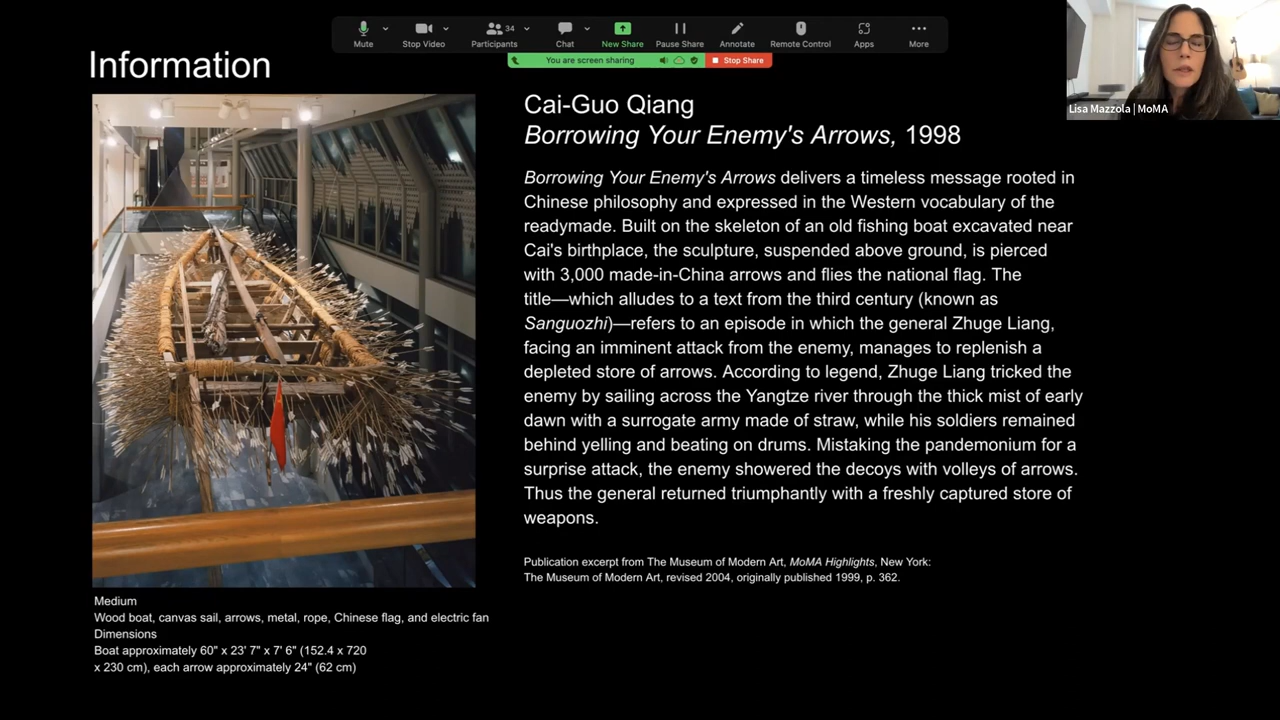 Mute
Stop Video
Participants
34
Chat
New Share
Pause Share
Annotate
Remote Control
Apps
More
You are screen sharing
Stop Share
Lisa Mazzola | MoMA
Information
Cai-Guo Qiang
Borrowing Your Enemy's Arrows, 1998
Borrowing Your Enemy's Arrows delivers a timeless message rooted in
Chinese philosophy and expressed in the Western vocabulary of the
readymade. Built on the skeleton of an old fishing boat excavated near
Cai's birthplace, the sculpture, suspended above ground, is pierced
with 3,000 made-in-China arrows and flies the national flag. The
title—which alludes to a text from the third century (known as
Sanguozhi)—refers to an episode in which the general Zhuge Liang,
facing an imminent attack from the enemy, manages to replenish a
depleted store of arrows. According to legend, Zhuge Liang tricked the
enemy by sailing across the Yangtze river through the thick mist of early
dawn with a surrogate army made of straw, while his soldiers remained
behind yelling and beating on drums. Mistaking the pandemonium for a
surprise attack, the enemy showered the decoys with volleys of arrows.
Thus the general returned triumphantly with a freshly captured store of
weapons.
Publication excerpt from The Museum of Modern Art, MoMA Highlights, New York:
The Museum of Modern Art, revised 2004, originally published 1999, p. 362.
Medium
Wood boat, canvas sail, arrows, metal, rope, Chinese flag, and electric fan
Dimensions
Boat approximately 60" x 23' 7" x 7' 6" (152.4 x 720
x 230 cm), each arrow approximately 24" (62 cm)